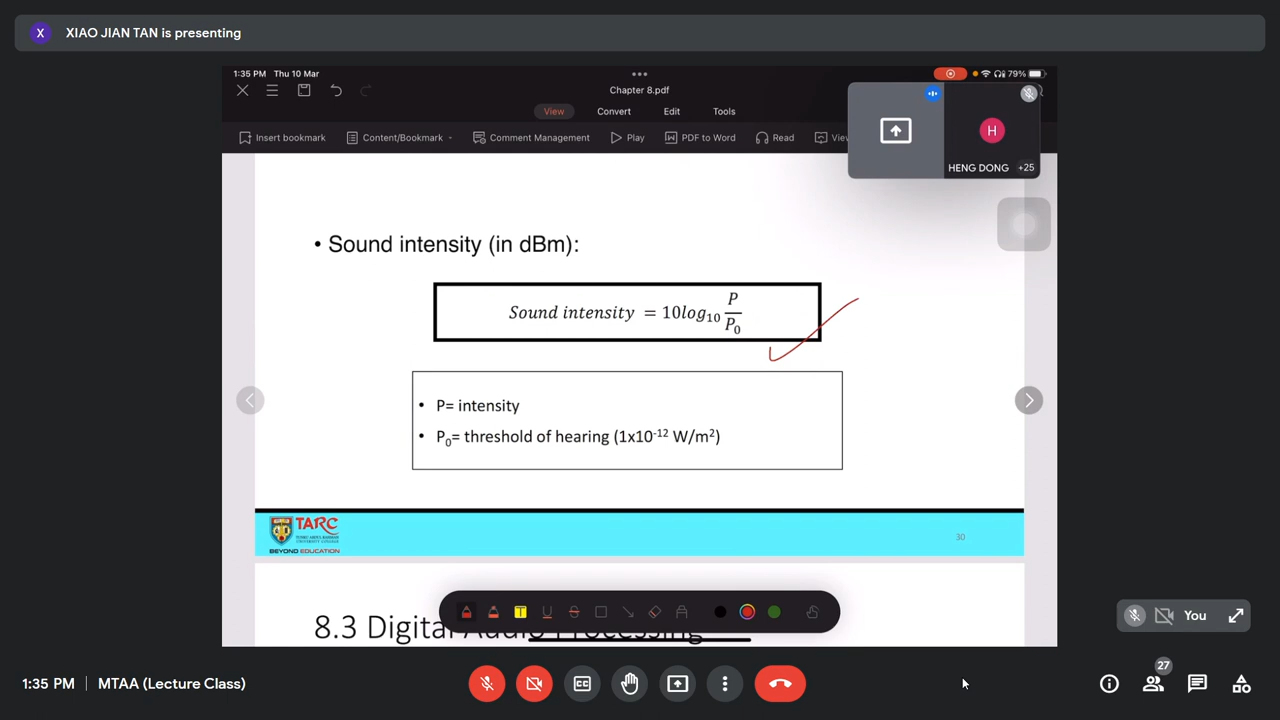 X XIAO JIAN TAN is presenting
1:35 PM Thu 10 Mar
79%
Chapter 8.pdf
View Convert Edit Tools
Insert bookmark Content/Bookmark Comment Management Play PDF to Word Read View
H
HENG DONG +25
• Sound intensity (in dBm):
Sound intensity = 10log₁₀ P/P₀
• P= intensity
• P₀= threshold of hearing (1x10⁻¹² W/m²)
TARC
BEYOND EDUCATION
30
8.3 Digital Audio Processing
You
1:35 PM | MTAA (Lecture Class)
27